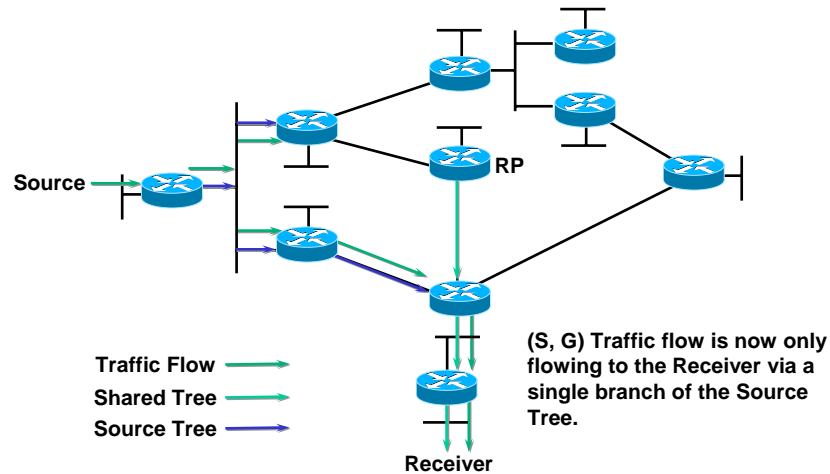 RP
Source
(S, G) Traffic flow is now only
flowing to the Receiver via a
single branch of the Source
Tree.
Traffic Flow
Shared Tree
Source Tree
Receiver